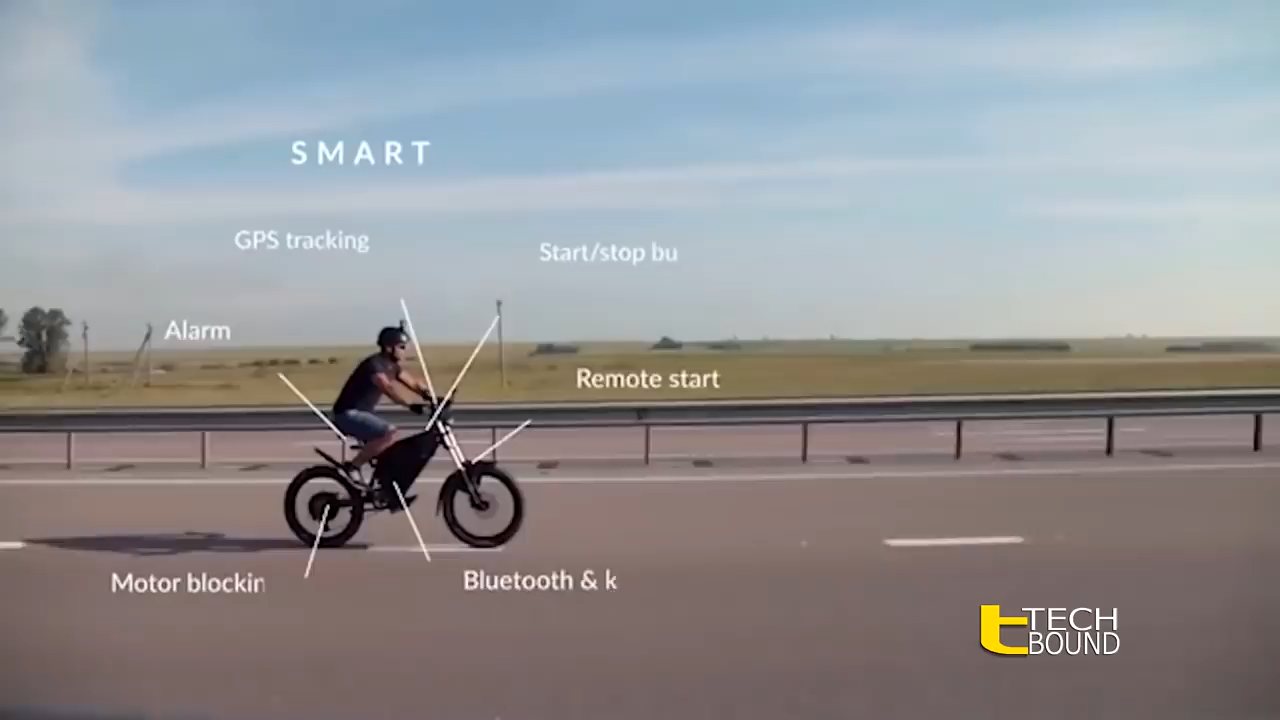 SMART
GPS tracking
Start/stop bu
Alarm
Remote start
Motor blockin
Bluetooth & k
TECH
BOUND